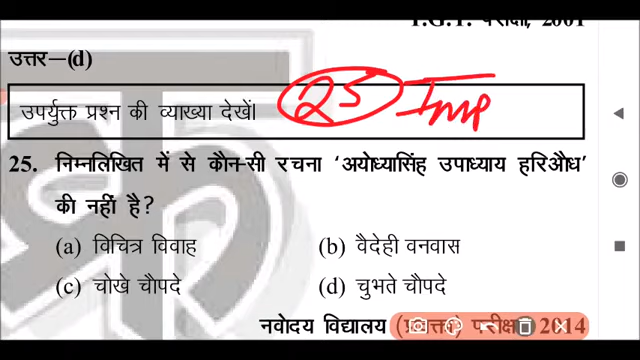 T.G.T. परीक्षा, 2001
उत्तर–(d)
उपर्युक्त प्रश्न की व्याख्या देखें।
25 Imp
25. निम्नलिखित में से कौन-सी रचना ‘अयोध्यासिंह उपाध्याय हरिऔध’
की नहीं है?
(a) विचित्र विवाह (b) वैदेही वनवास
(c) चोखे चौपदे (d) चुभते चौपदे
नवोदय विद्यालय (प्रवक्ता) परीक्षा 2014